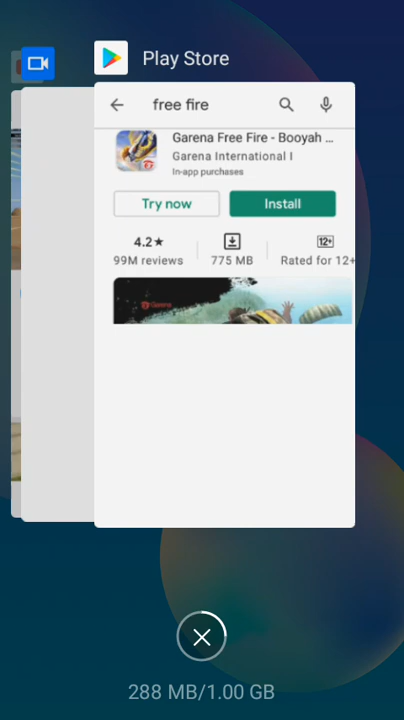 Play Store
free fire
Garena Free Fire - Booyah ...
Garena International I
In-app purchases
Try now
Install
4.2★
99M reviews
775 MB
12+
Rated for 12+
Garena
288 MB/1.00 GB